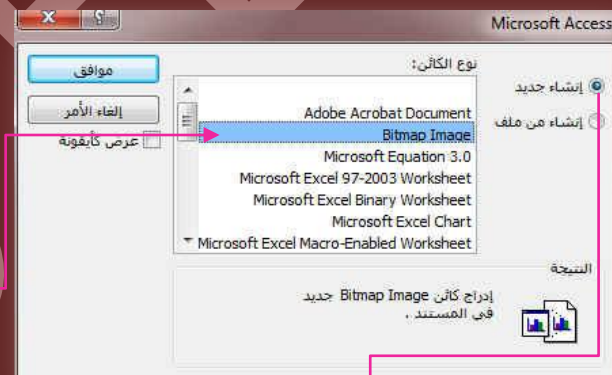 Microsoft Access
إنشاء جديد
إنشاء من ملف
نوع الكائن:
Adobe Acrobat Document
Bitmap Image
Microsoft Equation 3.0
Microsoft Excel 97-2003 Worksheet
Microsoft Excel Binary Worksheet
Microsoft Excel Chart
Microsoft Excel Macro-Enabled Worksheet
موافق
إلغاء الأمر
عرض كأيقونة
النتيجة
إدراج كائن Bitmap Image جديد
في المستند .